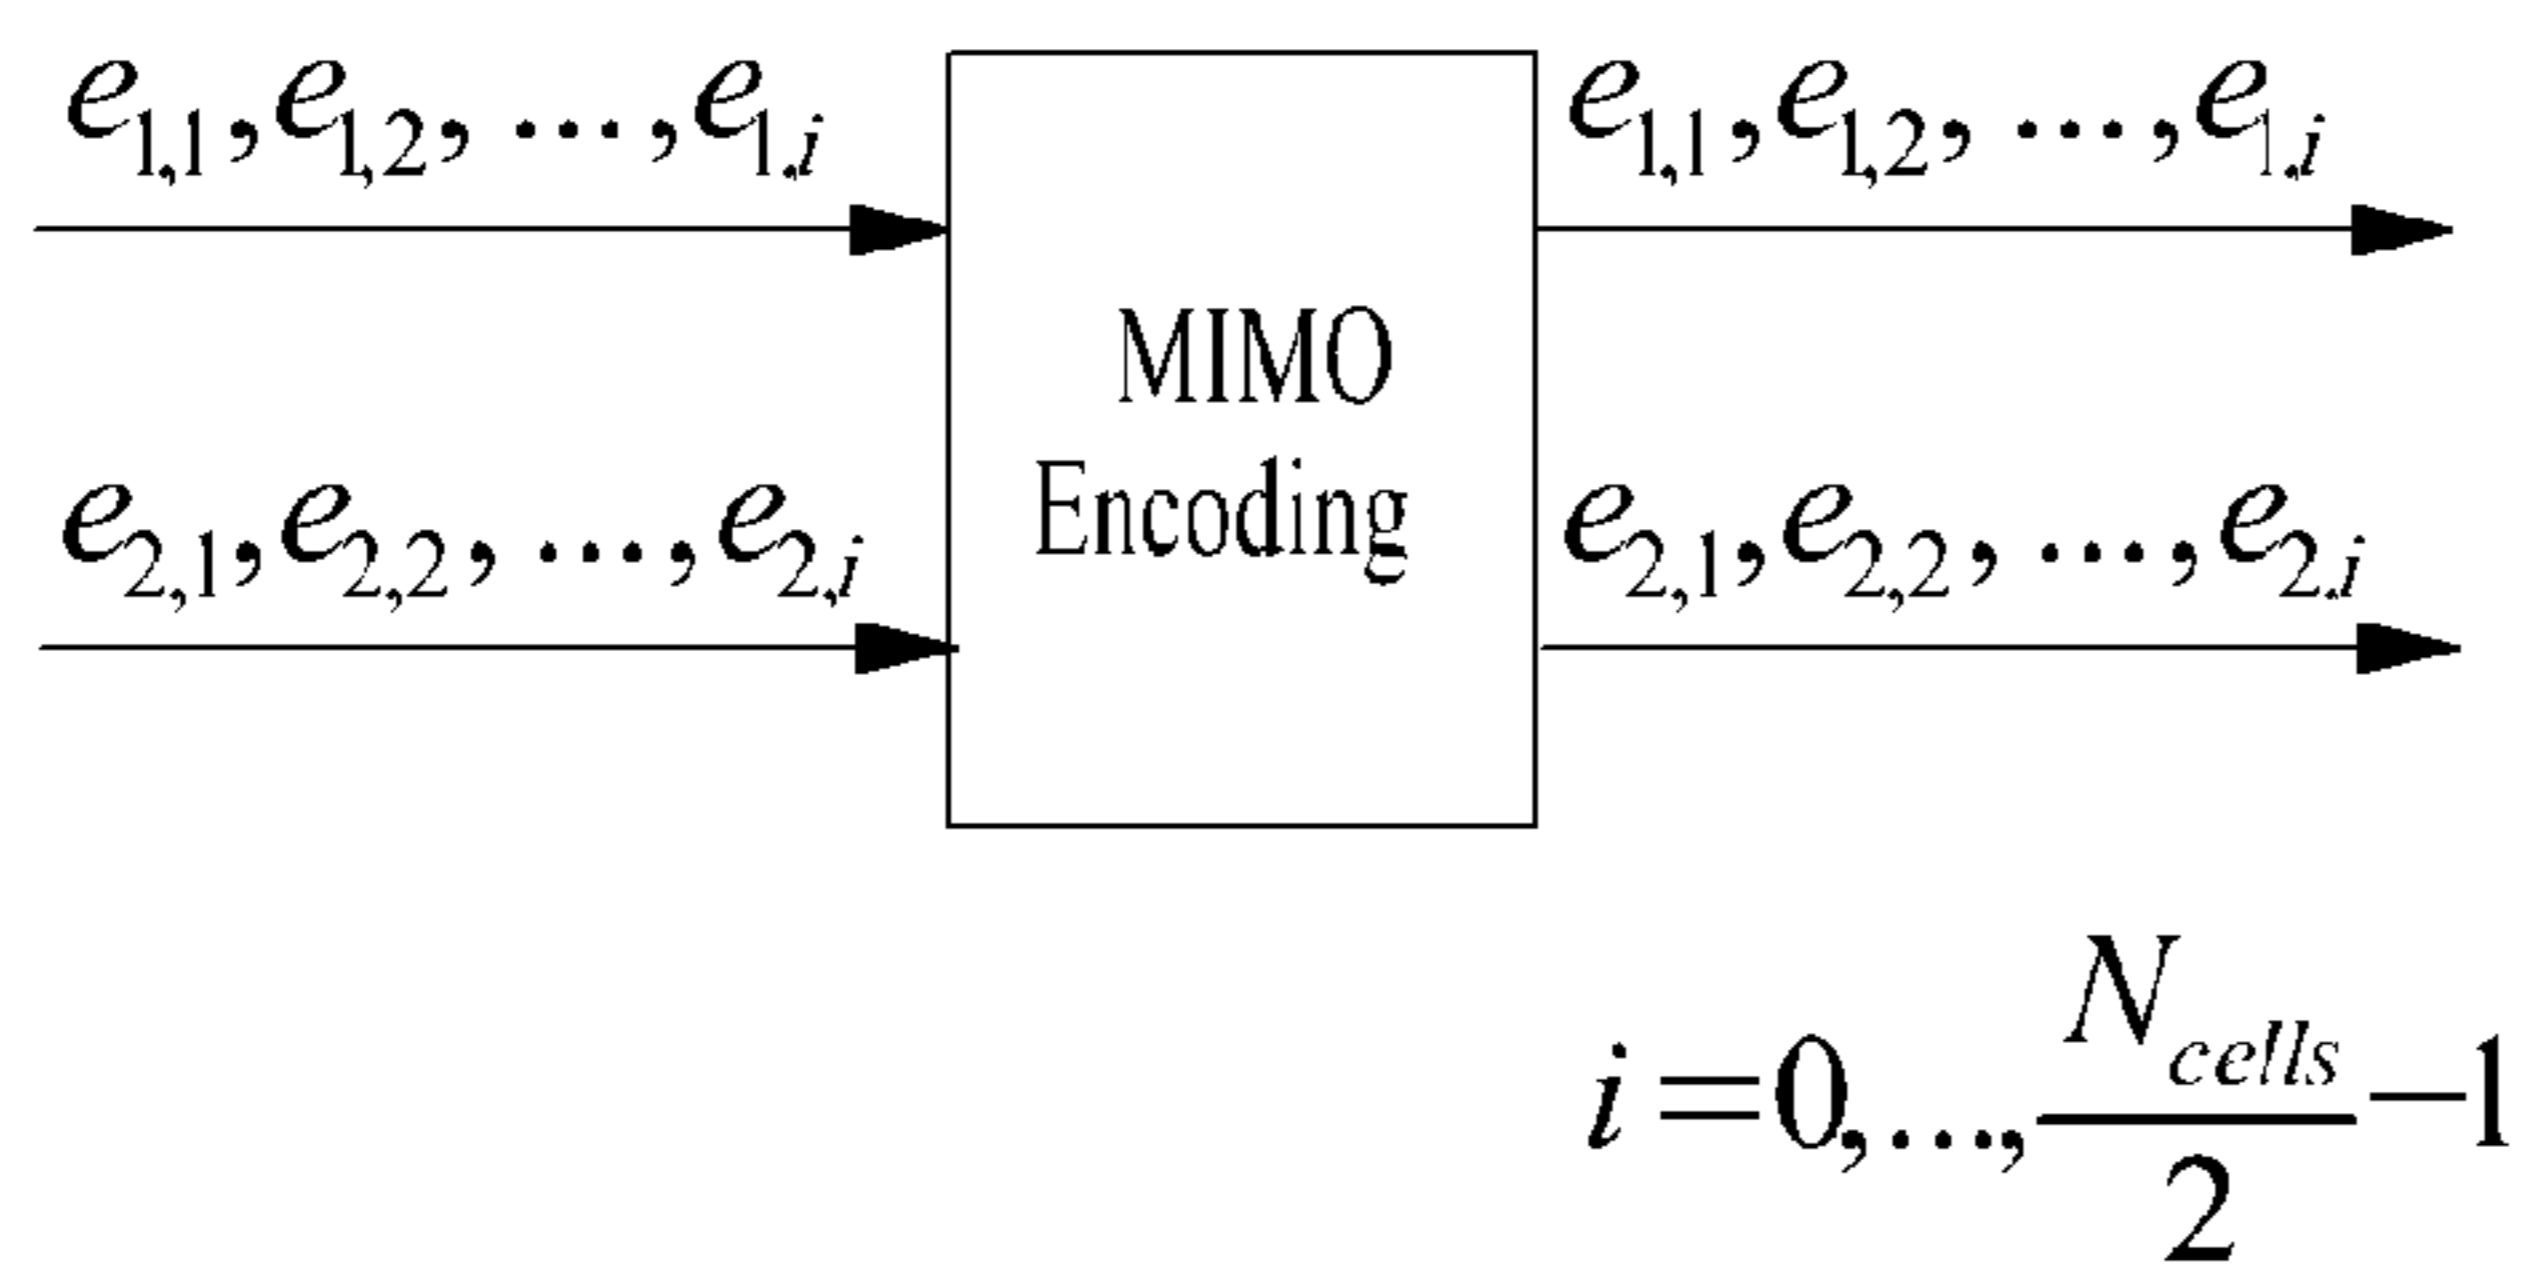 e1,1,e1,2,...,e1,i
e1,1,e1,2,...,e1,i
MIMO
Encoding
e2,1,e2,2,...,e2,i
e2,1,e2,2,...,e2,i
i=0,...,Ncells/2−1